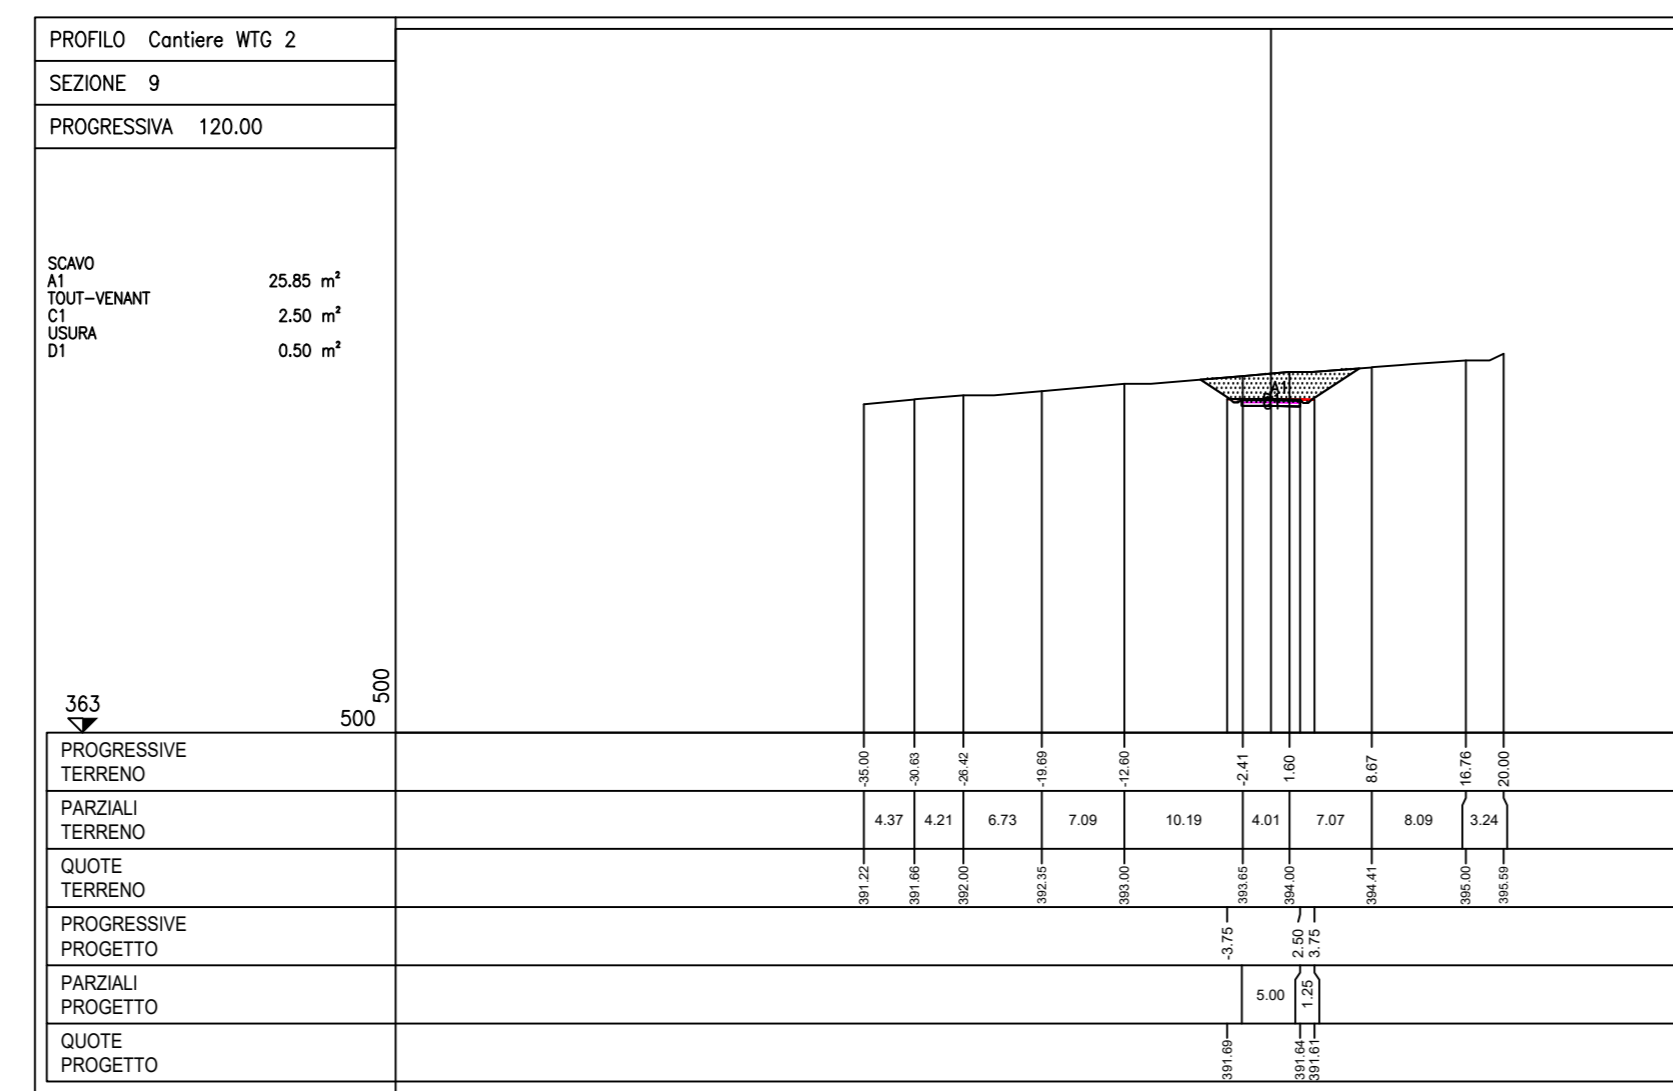 PROFILO Cantiere WTG 2
SEZIONE 9
PROGRESSIVA 120.00
SCAVO
A1 25.85 m²
TOUT-VENANT
C1 2.50 m²
USURA
D1 0.50 m²
A1
363
500
500
PROGRESSIVE
TERRENO
-35.00 -30.63 -26.42 -19.69 -12.60 -2.41 1.60 8.67 16.76 20.00
PARZIALI
TERRENO
4.37 4.21 6.73 7.09 10.19 4.01 7.07 8.09 3.24
QUOTE
TERRENO
391.22 391.66 392.00 392.35 393.00 393.65 394.00 394.41 395.00 395.59
PROGRESSIVE
PROGETTO
-3.75 2.50 3.75
PARZIALI
PROGETTO
5.00 1.25
QUOTE
PROGETTO
391.69 391.64 391.61